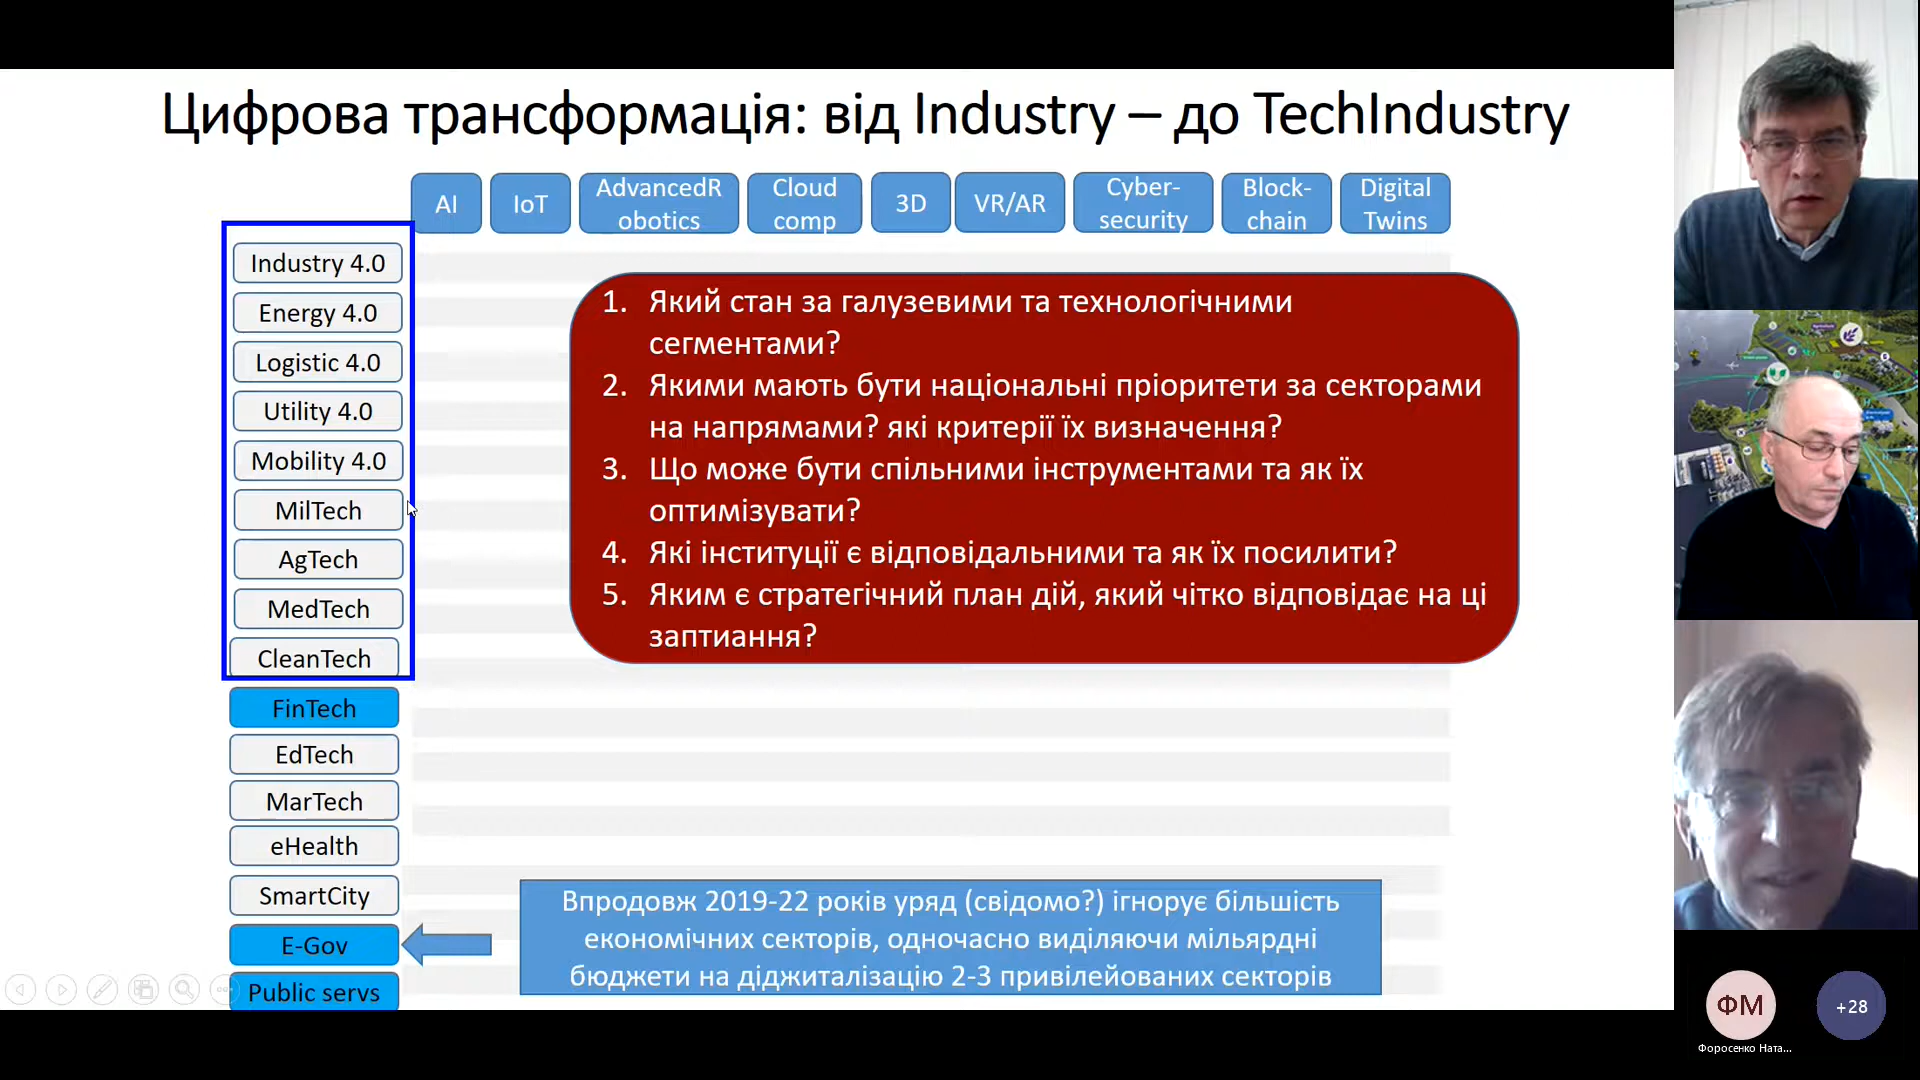 Цифрова трансформація: від Industry – до TechIndustry
AI
IoT
AdvancedR
obotics
Cloud
comp
3D
VR/AR
Cyber-
security
Block-
chain
Digital
Twins
Industry 4.0
Energy 4.0
Logistic 4.0
Utility 4.0
Mobility 4.0
MilTech
AgTech
MedTech
CleanTech
FinTech
EdTech
MarTech
eHealth
SmartCity
E-Gov
Public servs
1. Який стан за галузевими та технологічними
сегментами?
2. Якими мають бути національні пріоритети за секторами
на напрямами? які критерії їх визначення?
3. Що може бути спільними інструментами та як їх
оптимізувати?
4. Які інституції є відповідальними та як їх посилити?
5. Яким є стратегічний план дій, який чітко відповідає на ці
заптиання?
Впродовж 2019-22 років уряд (свідомо?) ігнорує більшість
економічних секторів, одночасно виділяючи мільярдні
бюджети на діджиталізацію 2-3 привілейованих секторів
ФМ
+28
Форосенко Ната...